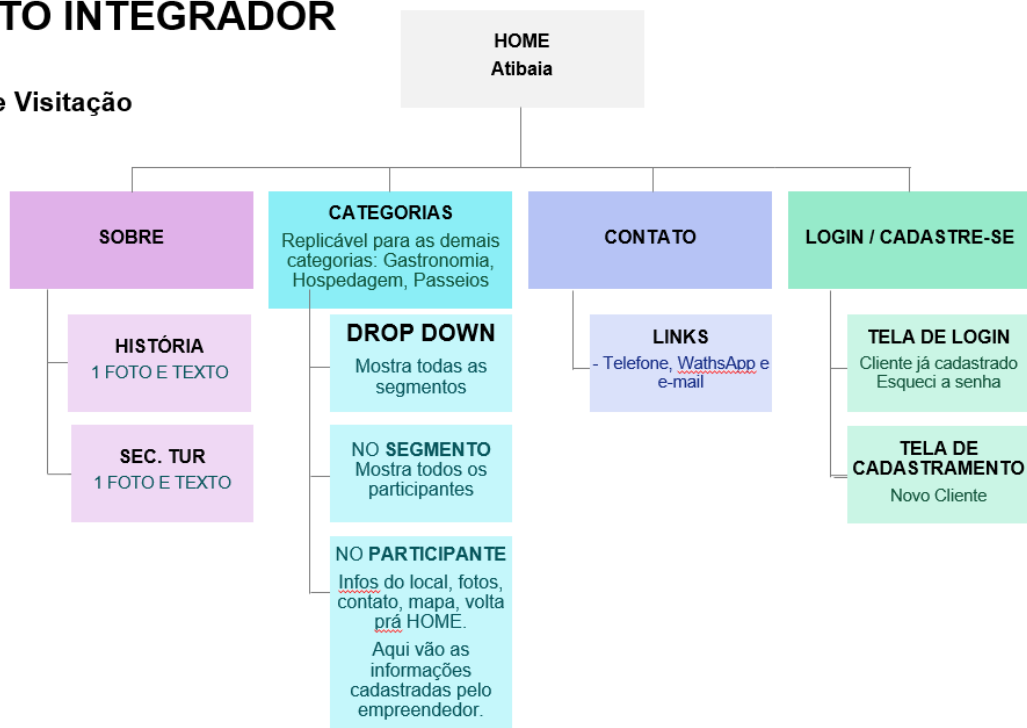 TO INTEGRADOR
e Visitação
HOME
Atibaia
SOBRE
HISTÓRIA
1 FOTO E TEXTO
SEC. TUR
1 FOTO E TEXTO
CATEGORIAS
Replicável para as demais
categorias: Gastronomia,
Hospedagem, Passeios
DROP DOWN
Mostra todas as
segmentos
NO SEGMENTO
Mostra todos os
participantes
NO PARTICIPANTE
Infos do local, fotos,
contato, mapa, volta
prá HOME.
Aqui vão as
informações
cadastradas pelo
empreendedor.
CONTATO
LINKS
- Telefone, WathsApp e
e-mail
LOGIN / CADASTRE-SE
TELA DE LOGIN
Cliente já cadastrado
Esqueci a senha
TELA DE
CADASTRAMENTO
Novo Cliente